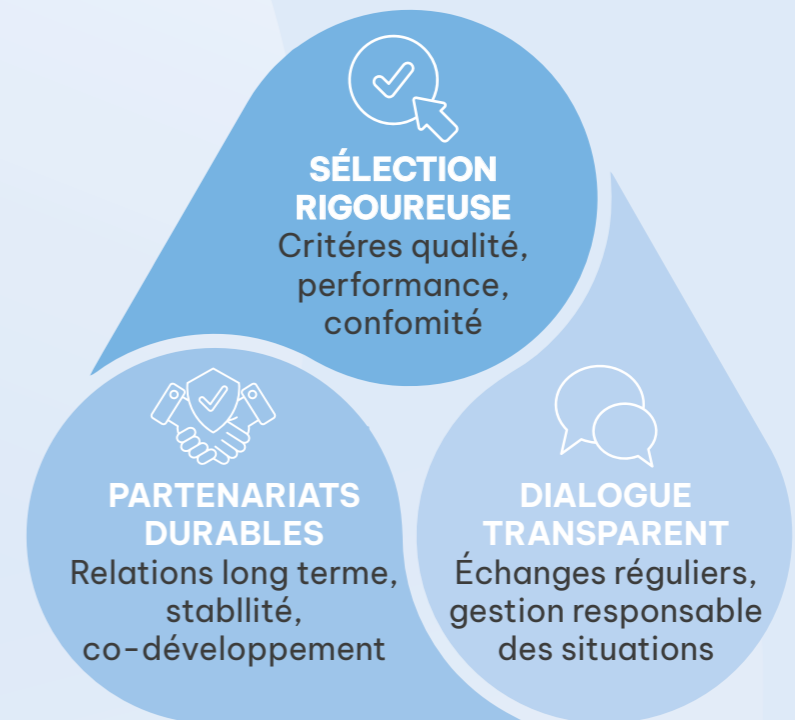 SÉLECTION
RIGOUREUSE
Critéres qualité,
performance,
confomité
PARTENARIATS
DURABLES
Relations long terme,
stabllité,
co-développement
DIALOGUE
TRANSPARENT
Échanges réguliers,
gestion responsable
des situations